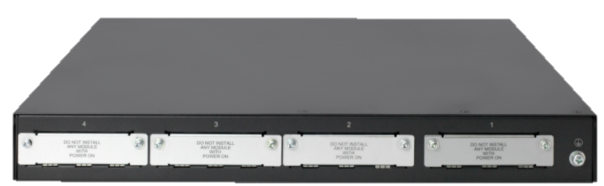 4 3 2 1
DO NOT INSTALL
ANY MODULE
WITH
POWER ON
DO NOT INSTALL
ANY MODULE
WITH
POWER ON
DO NOT INSTALL
ANY MODULE
WITH
POWER ON
DO NOT INSTALL
ANY MODULE
WITH
POWER ON